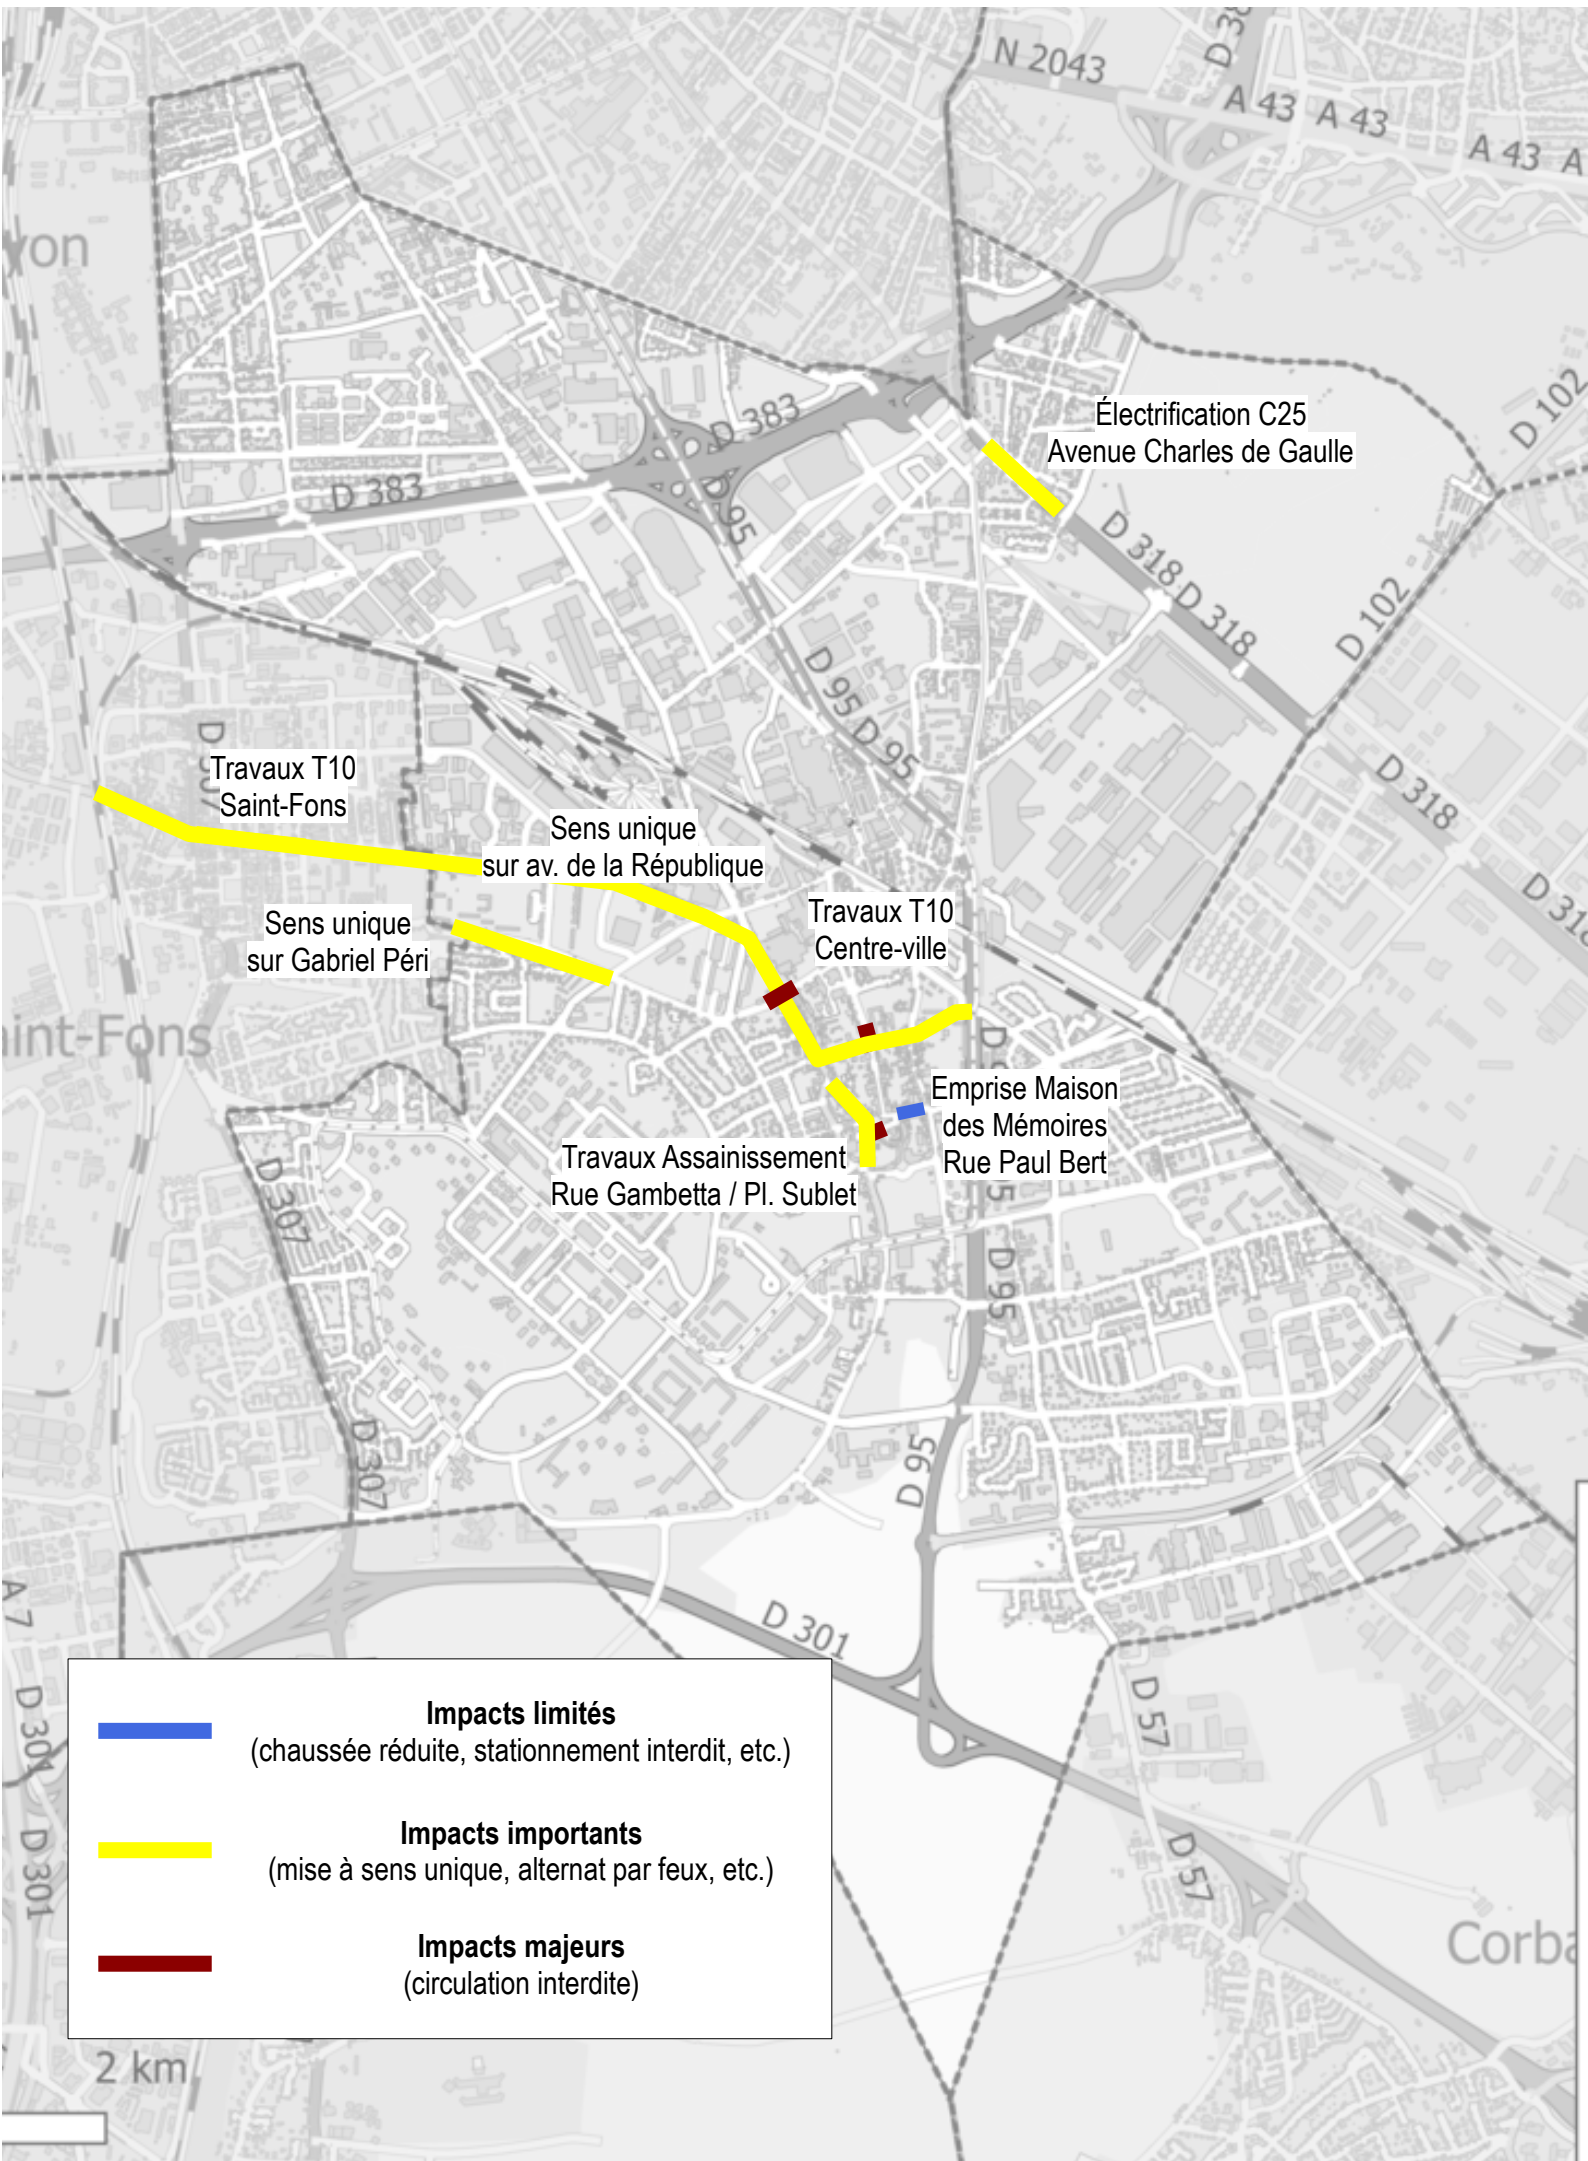 N 2043
D 38
A 43
A 43
A 43
A
yon
D 102
Électrification C25
Avenue Charles de Gaulle
D 383
D 383
D 95
D 318
D 318
D 102
D 95
D 95
D 318
D 318
Travaux T10
Saint-Fons
Sens unique
sur av. de la République
Travaux T10
Centre-ville
Sens unique
sur Gabriel Péri
int-Fons
Emprise Maison
des Mémoires
Rue Paul Bert
Travaux Assainissement
Rue Gambetta / Pl. Sublet
D 307
D 95
D 307
D 95
A 7
D 301
D 301
D 301
D 57
D 57
Corba
Impacts limités
(chaussée réduite, stationnement interdit, etc.)
Impacts importants
(mise à sens unique, alternat par feux, etc.)
Impacts majeurs
(circulation interdite)
2 km